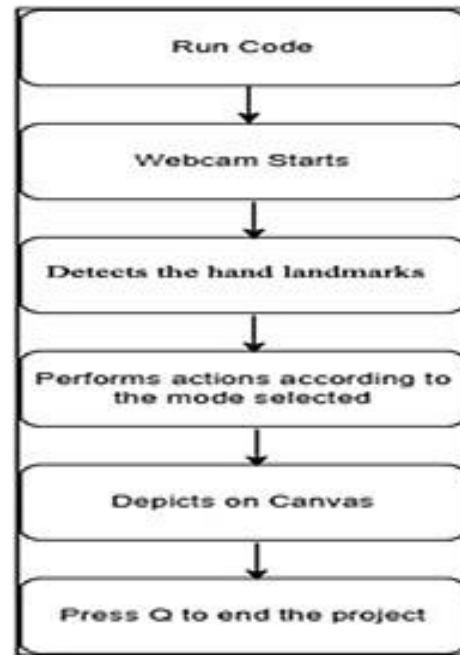 Run Code
Webcam Starts
Detects the hand landmarks
Performs actions according to
the mode selected
Depicts on Canvas
Press Q to end the project